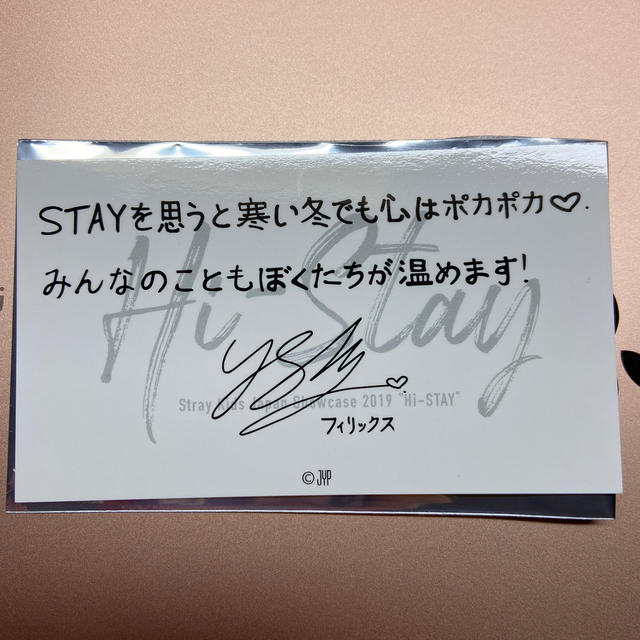 STAYを思うと寒い冬でも心はポカポカ♡.
みんなのこともぼくたちが温めます!
Hi-Stay
Stray Kids Japan Showcase 2019 "Hi-STAY"
フィリックス
© JYP